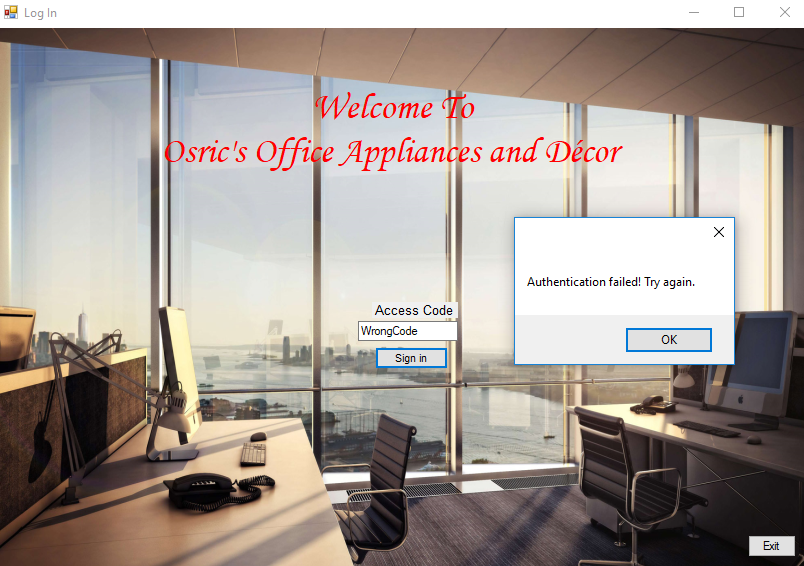 Log In
Welcome To
Osric's Office Appliances and Décor
Authentication failed! Try again.
OK
Access Code
WrongCode
Sign in
Exit